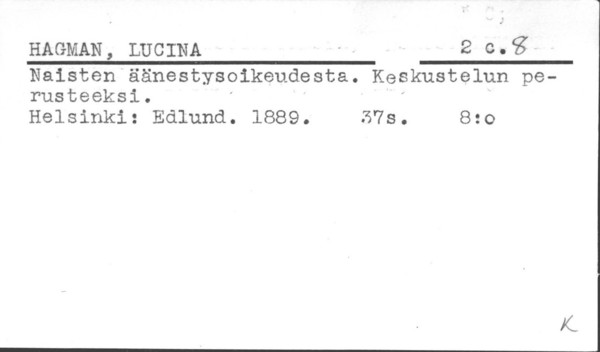 HAGMAN, LUCINA 2 c.8
Naisten äänestysoikeudesta. Keskustelun pe-
rusteeksi.
Helsinki: Edlund. 1889. 37s. 8:o
K